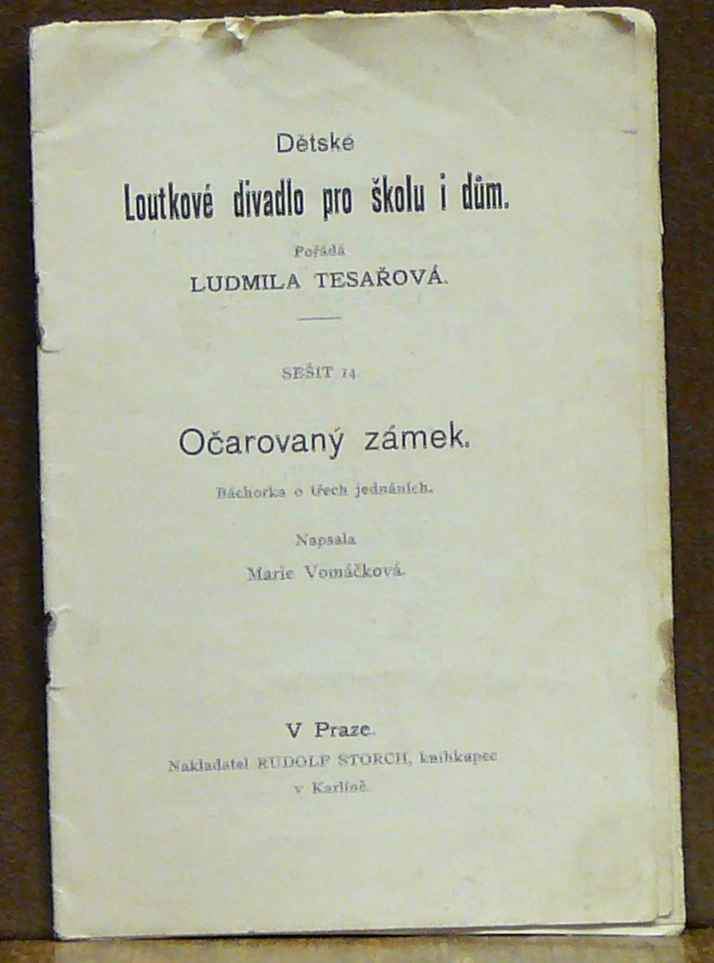 Dětské
Loutkové divadlo pro školu i dům.
Pořádá
LUDMILA TESAŘOVÁ.
SEŠIT 14
Očarovaný zámek.
Báchorka o třech jednáních.
Napsala
Marie Vomáčková.
V Praze.
Nakladatel RUDOLF STORCH, knihkupec
v Karlíně.